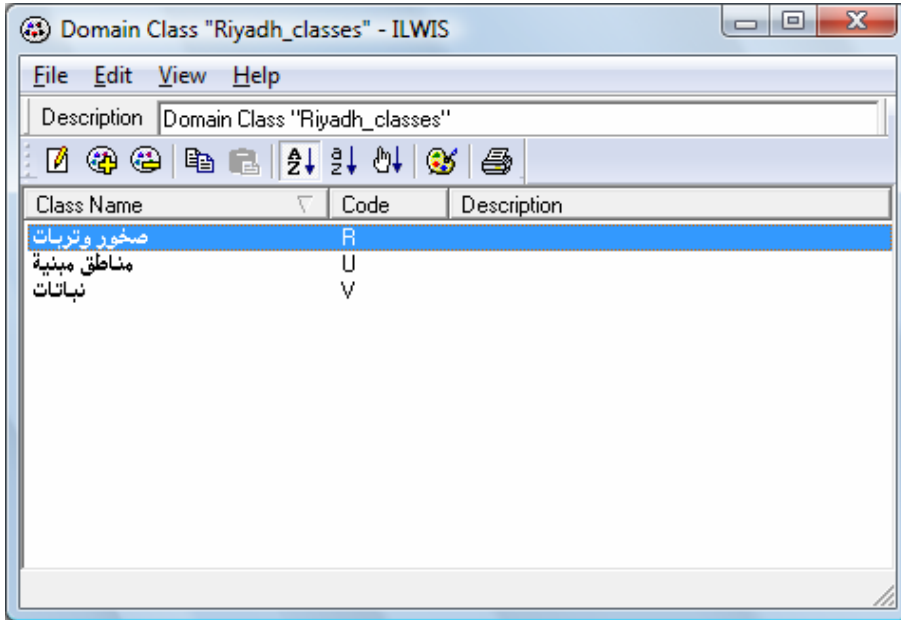 Domain Class "Riyadh_classes" - ILWIS
File Edit View Help
Description Domain Class "Riyadh_classes"
Class Name Code Description
صخور وتربات R
مناطق مبنية U
نباتات V